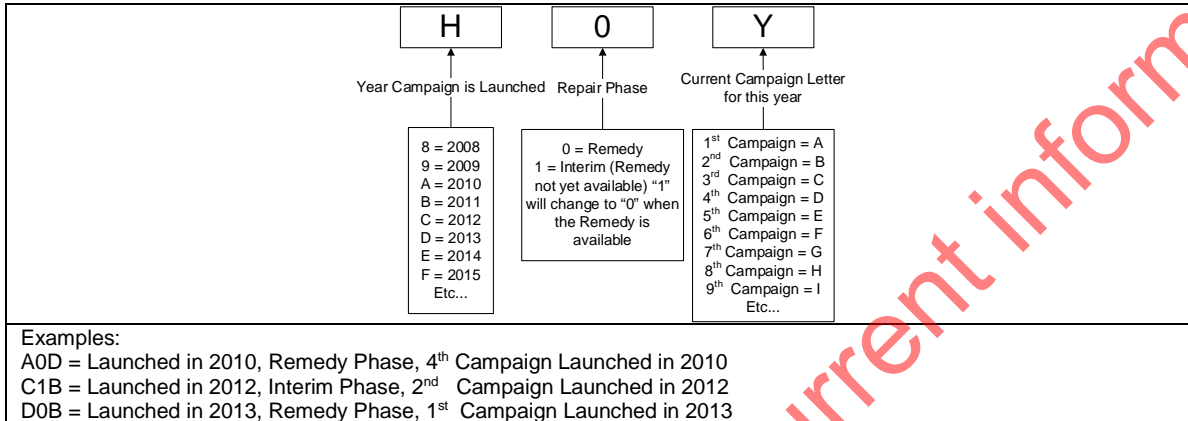 H 0 Y
Year Campaign is Launched
Repair Phase
Current Campaign Letter
for this year
8 = 2008
9 = 2009
A = 2010
B = 2011
C = 2012
D = 2013
E = 2014
F = 2015
Etc...
0 = Remedy
1 = Interim (Remedy
not yet available) “1”
will change to “0” when
the Remedy is
available
1st Campaign = A
2nd Campaign = B
3rd Campaign = C
4th Campaign = D
5th Campaign = E
6th Campaign = F
7th Campaign = G
8th Campaign = H
9th Campaign = I
Etc...
Examples:
A0D = Launched in 2010, Remedy Phase, 4th Campaign Launched in 2010
C1B = Launched in 2012, Interim Phase, 2nd Campaign Launched in 2012
D0B = Launched in 2013, Remedy Phase, 1st Campaign Launched in 2013
urrent inform